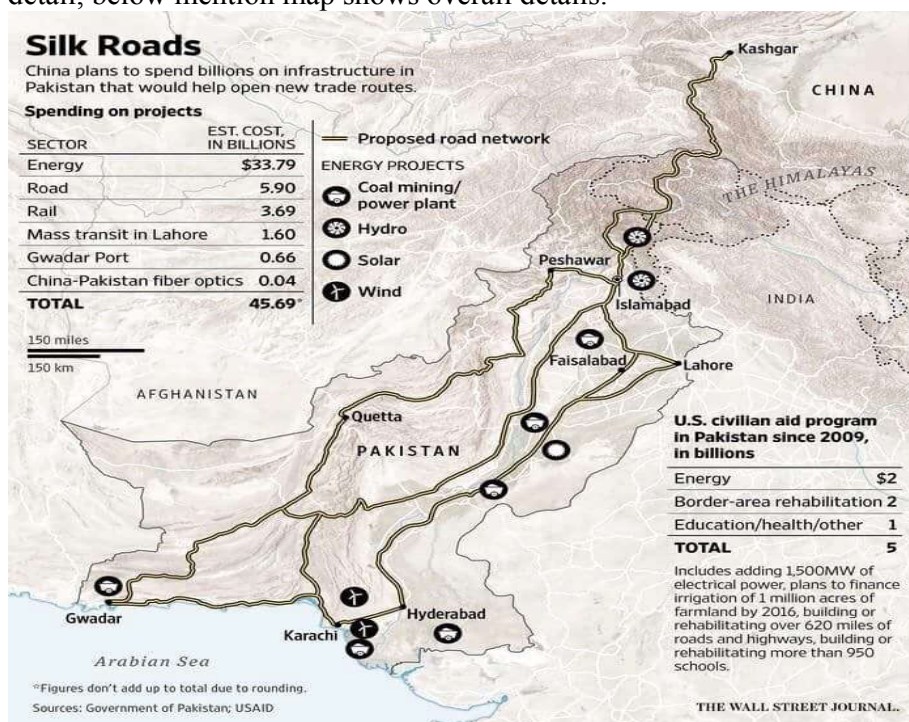 detail, below mention map shows overall details.
Silk Roads
China plans to spend billions on infrastructure in
Pakistan that would help open new trade routes.
Spending on projects
SECTOR EST. COST, IN BILLIONS
Energy $33.79
Road 5.90
Rail 3.69
Mass transit in Lahore 1.60
Gwadar Port 0.66
China-Pakistan fiber optics 0.04
TOTAL 45.69*
Proposed road network
ENERGY PROJECTS
Coal mining/
power plant
Hydro
Solar
Wind
150 miles
150 km
Kashgar
CHINA
THE HIMALAYAS
Peshawar
Islamabad
INDIA
Faisalabad
Lahore
AFGHANISTAN
Quetta
PAKISTAN
Gwadar
Karachi
Hyderabad
Arabian Sea
U.S. civilian aid program
in Pakistan since 2009,
in billions
Energy $2
Border-area rehabilitation 2
Education/health/other 1
TOTAL 5
Includes adding 1,500MW of
electrical power, plans to finance
irrigation of 1 million acres of
farmland by 2016, building or
rehabilitating over 620 miles of
roads and highways, building or
rehabilitating more than 950
schools.
*Figures don't add up to total due to rounding.
Sources: Government of Pakistan; USAID
THE WALL STREET JOURNAL.